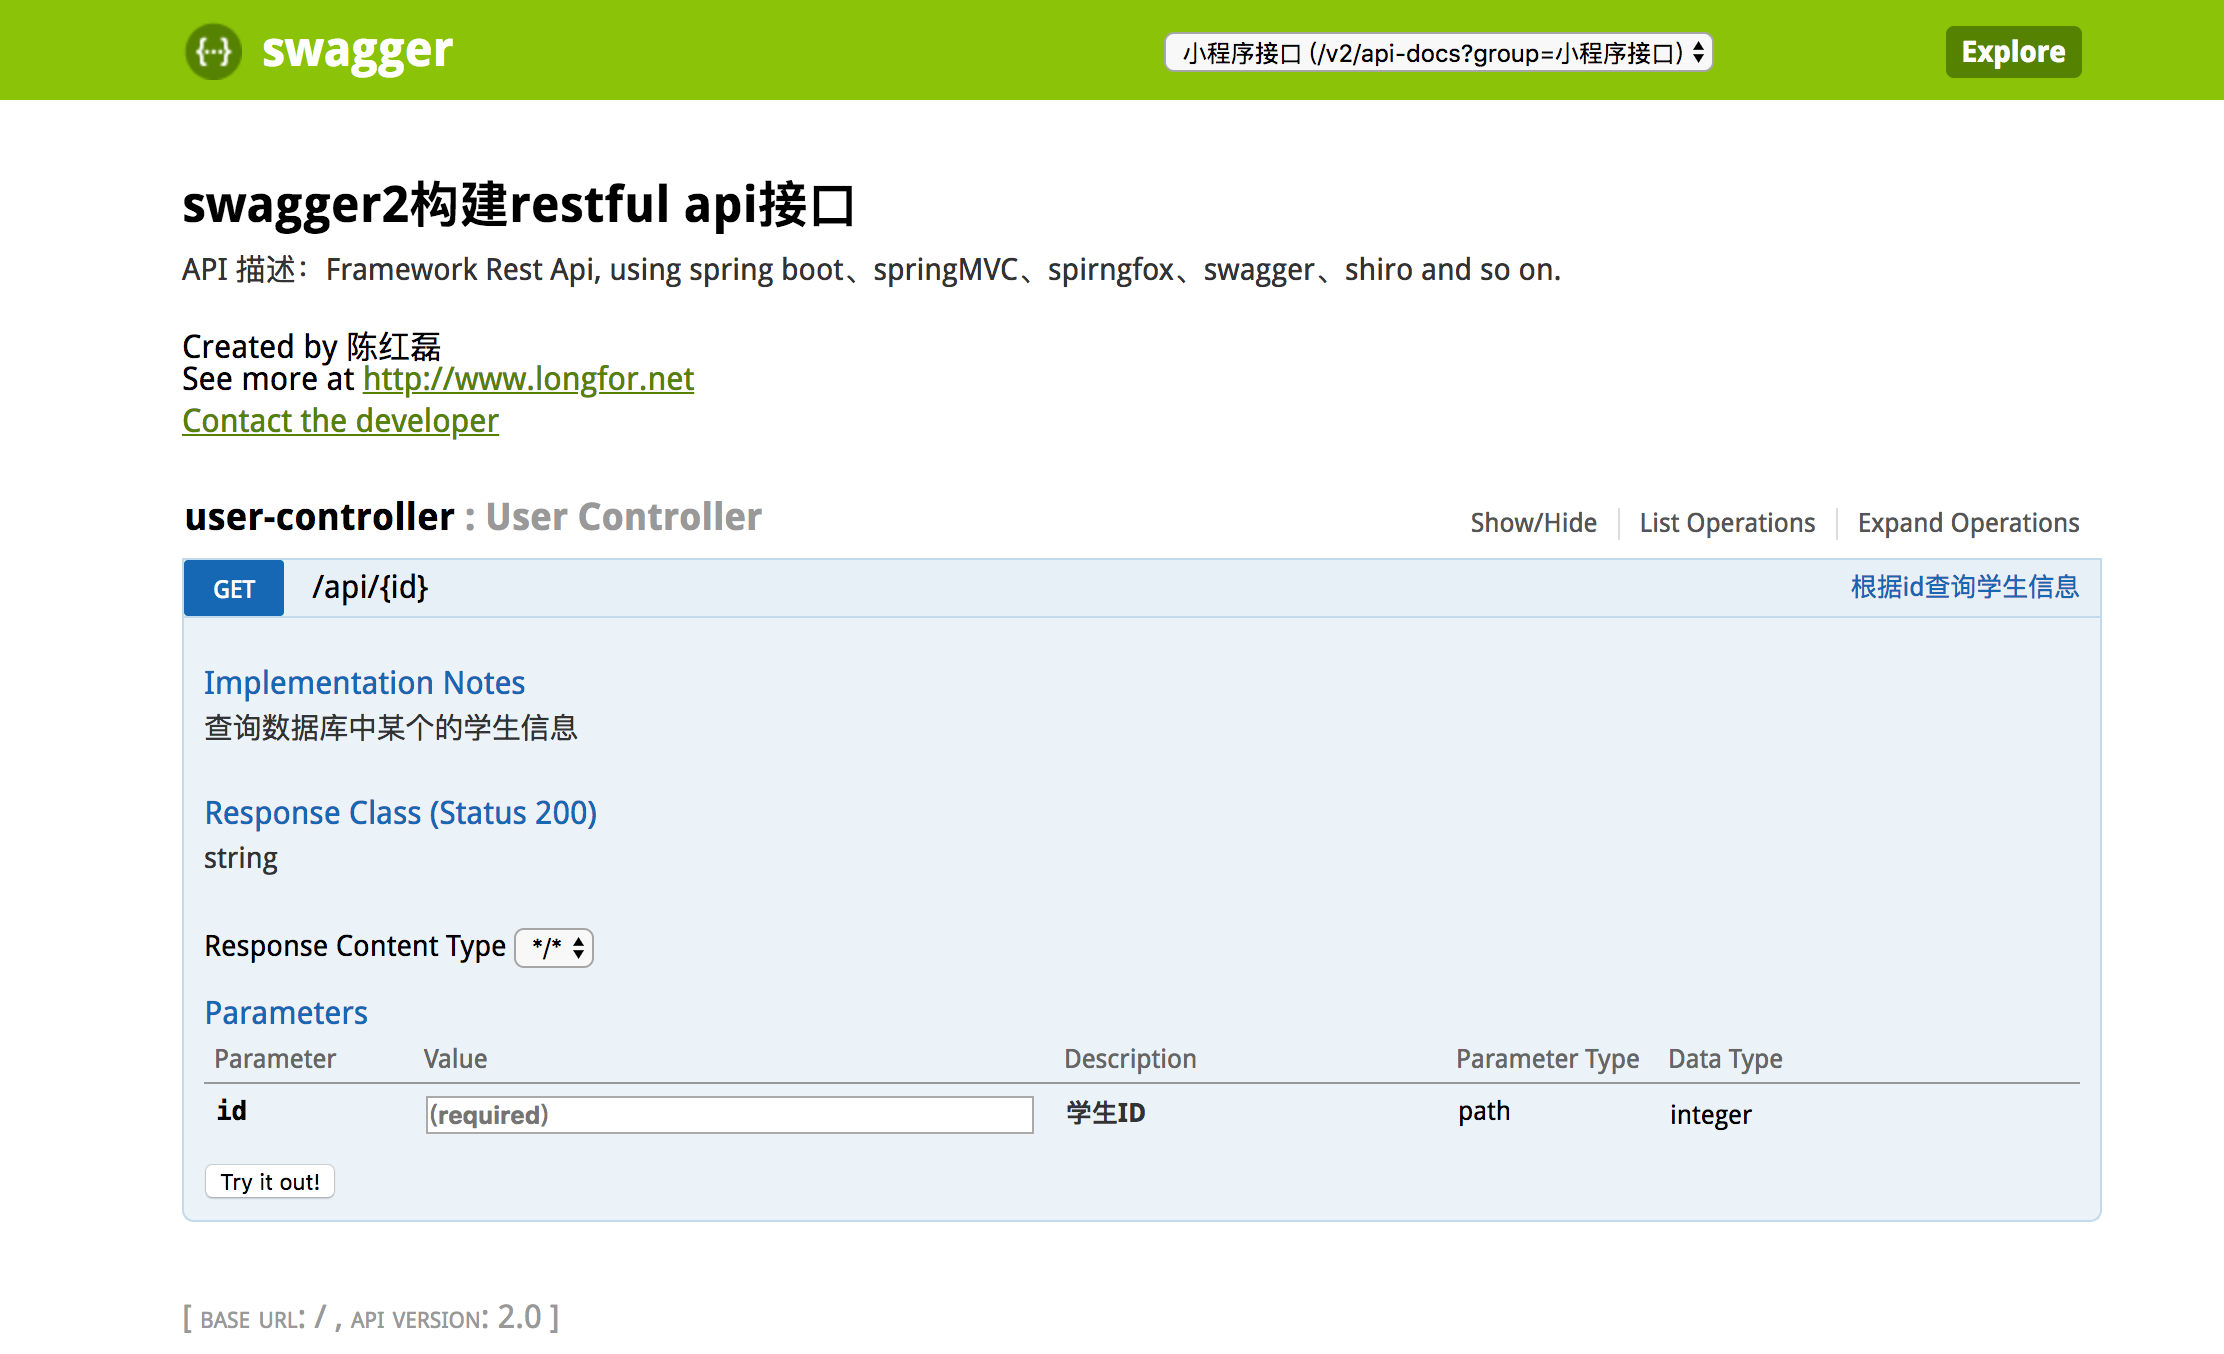 {···} swagger
小程序接口 (/v2/api-docs?group=小程序接口)
Explore
swagger2构建restful api接口
API 描述：Framework Rest Api, using spring boot、springMVC、spirngfox、swagger、shiro and so on.
Created by 陈红磊
See more at http://www.longfor.net
Contact the developer
user-controller : User Controller
Show/Hide
List Operations
Expand Operations
GET /api/{id} 根据id查询学生信息
Implementation Notes
查询数据库中某个的学生信息
Response Class (Status 200)
string
Response Content Type */*
Parameters
Parameter Value Description Parameter Type Data Type
id (required) 学生ID path integer
Try it out!
[ BASE URL: / , API VERSION: 2.0 ]